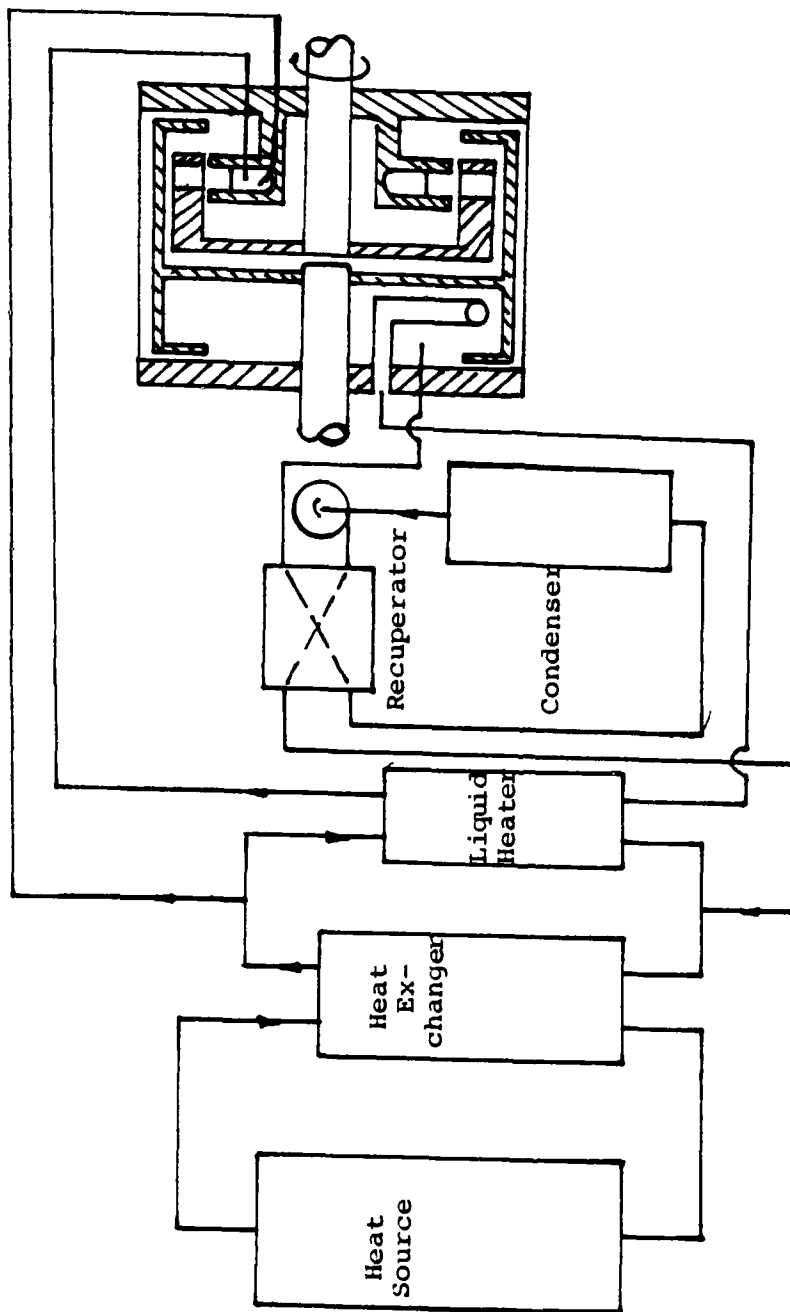 Heat
Source
Heat
Ex-
changer
Liquid
Heater
Recuperator
Condenser